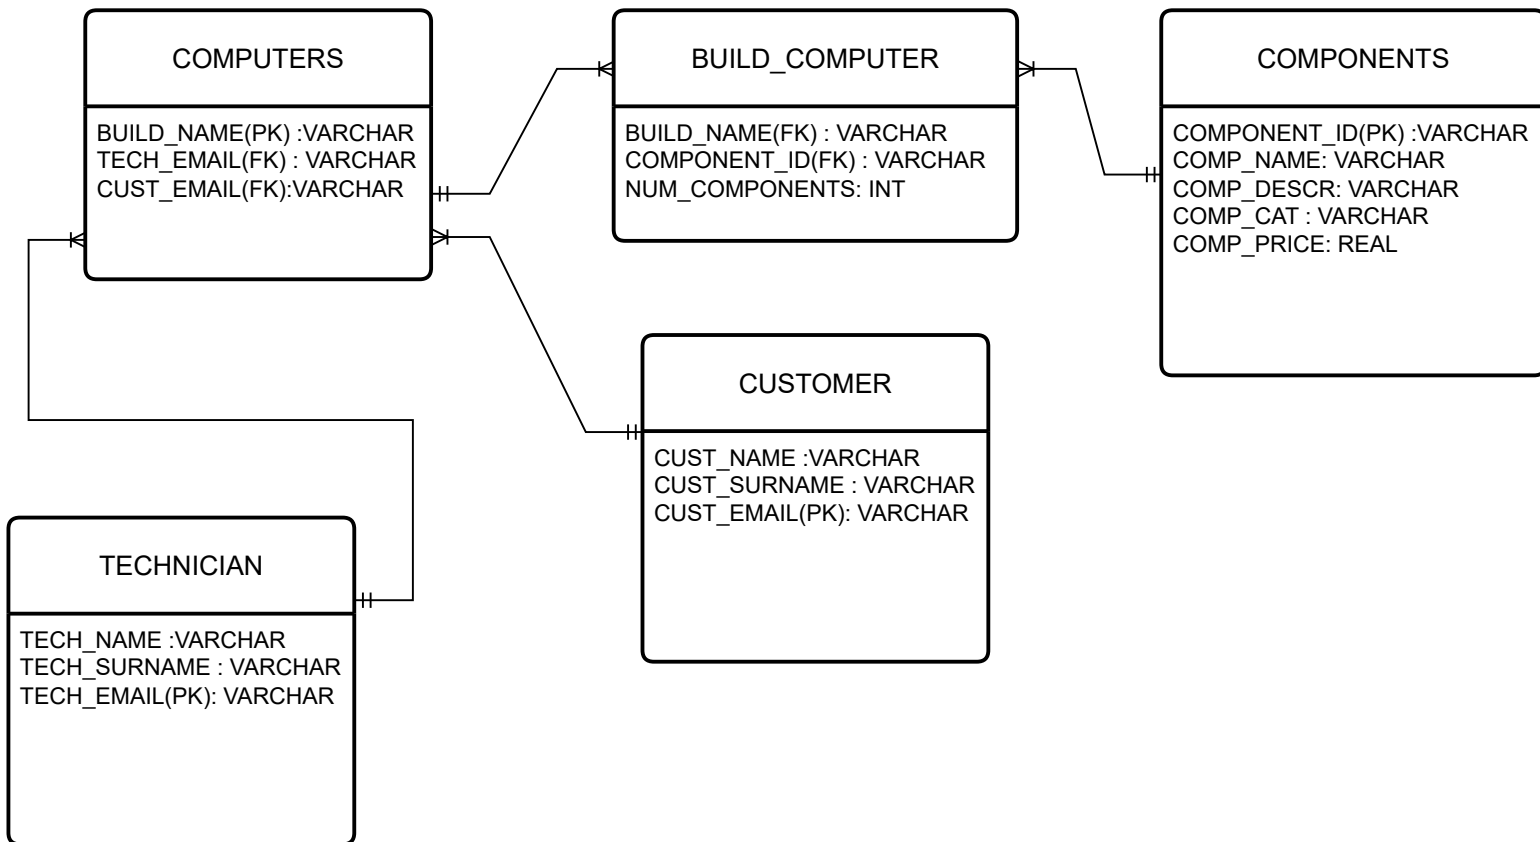 COMPUTERS
BUILD_NAME(PK) :VARCHAR
TECH_EMAIL(FK) : VARCHAR
CUST_EMAIL(FK):VARCHAR
BUILD_COMPUTER
BUILD_NAME(FK) : VARCHAR
COMPONENT_ID(FK) : VARCHAR
NUM_COMPONENTS: INT
COMPONENTS
COMPONENT_ID(PK) :VARCHAR
COMP_NAME: VARCHAR
COMP_DESCR: VARCHAR
COMP_CAT : VARCHAR
COMP_PRICE: REAL
CUSTOMER
CUST_NAME :VARCHAR
CUST_SURNAME : VARCHAR
CUST_EMAIL(PK): VARCHAR
TECHNICIAN
TECH_NAME :VARCHAR
TECH_SURNAME : VARCHAR
TECH_EMAIL(PK): VARCHAR